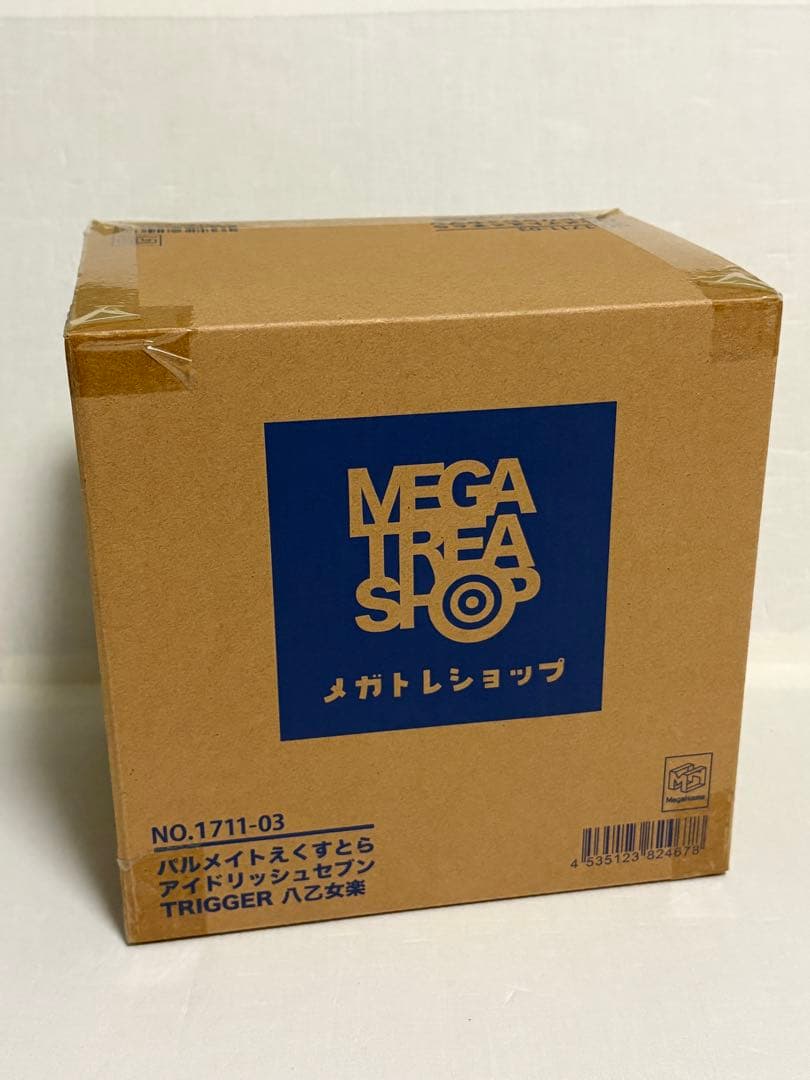 MEGA
TREA
SHOP
メガトレショップ
MegaHouse
NO.1711-03
パルメイトえくすとら
アイドリッシュセブン
TRIGGER 八乙女楽
4 535123 824678